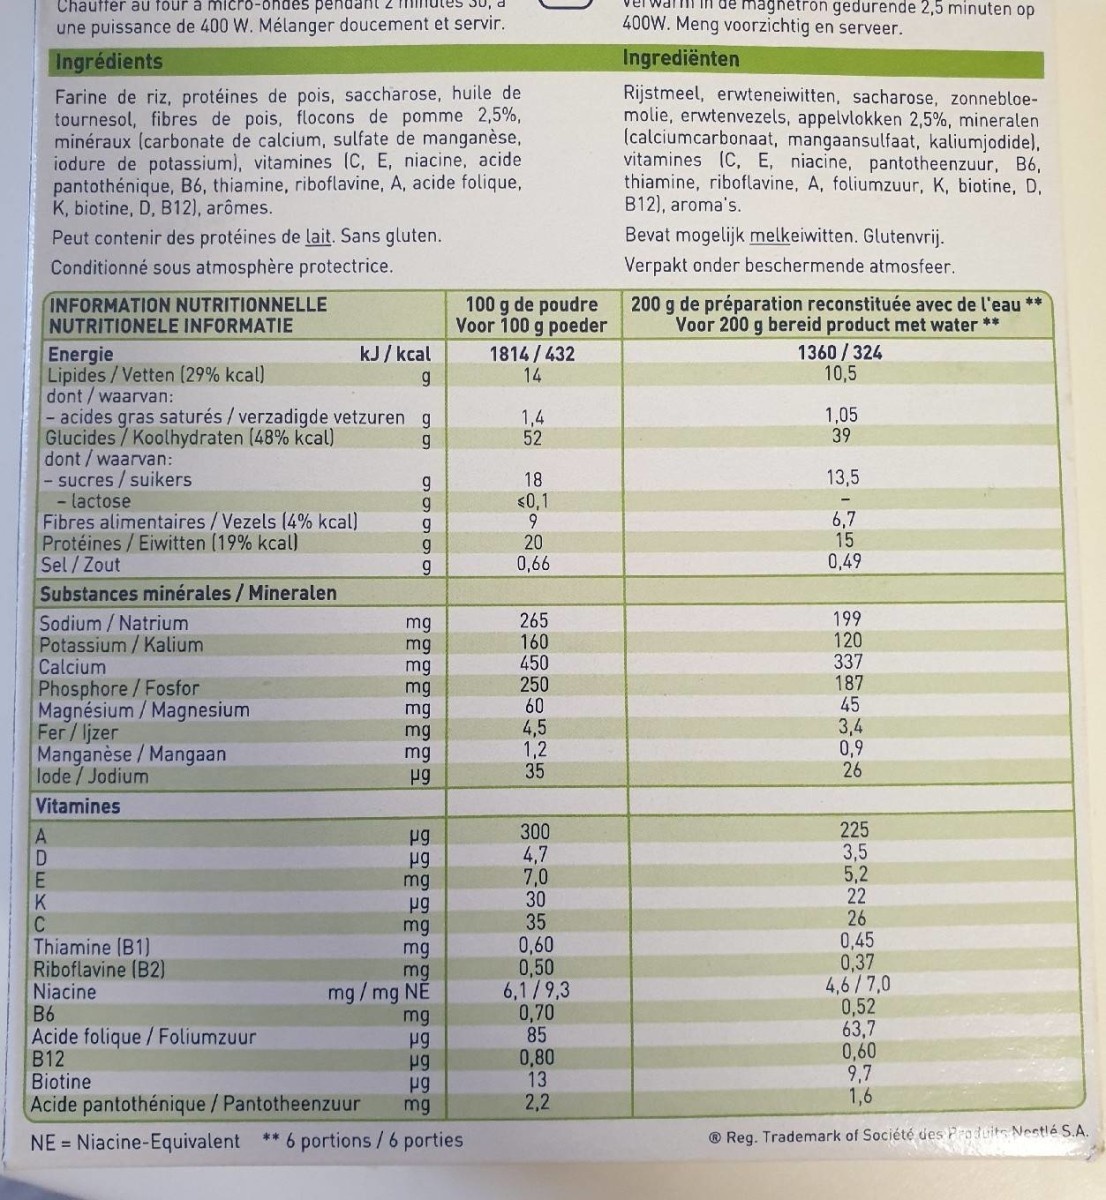 Chauffer au four à micro-ondes pendant 2 minutes 30, à
une puissance de 400 W. Mélanger doucement et servir.
Ingrédients
Farine de riz, protéines de pois, saccharose, huile de
tournesol, fibres de pois, flocons de pomme 2,5%,
minéraux (carbonate de calcium, sulfate de manganèse,
iodure de potassium), vitamines (C, E, niacine, acide
pantothénique, B6, thiamine, riboflavine, A, acide folique,
K, biotine, D, B12), arômes.
Peut contenir des protéines de lait. Sans gluten.
Conditionné sous atmosphère protectrice.
Verwarm in de magnetron gedurende 2,5 minuten op
400W. Meng voorzichtig en serveer.
Ingrediënten
Rijstmeel, erwteneiwitten, sacharose, zonnebloe-
molie, erwtenvezels, appelvlokken 2,5%, mineralen
(calciumcarbonaat, mangaansulfaat, kaliumjodide),
vitamines (C, E, niacine, pantotheenzuur, B6,
thiamine, riboflavine, A, foliumzuur, K, biotine, D,
B12), aroma's.
Bevat mogelijk melkeiwitten. Glutenvrij.
Verpakt onder beschermende atmosfeer.
INFORMATION NUTRITIONNELLE 100 g de poudre 200 g de préparation reconstituée avec de l'eau **
NUTRITIONELE INFORMATIE Voor 100 g poeder Voor 200 g bereid product met water **
Energie kJ / kcal 1814 / 432 1360 / 324
Lipides / Vetten (29% kcal) g 14 10,5
dont / waarvan:
- acides gras saturés / verzadigde vetzuren g 1,4 1,05
Glucides / Koolhydraten (48% kcal) g 52 39
dont / waarvan:
- sucres / suikers g 18 13,5
- lactose g ≤0,1 -
Fibres alimentaires / Vezels (4% kcal) g 9 6,7
Protéines / Eiwitten (19% kcal) g 20 15
Sel / Zout g 0,66 0,49
Substances minérales / Mineralen
Sodium / Natrium mg 265 199
Potassium / Kalium mg 160 120
Calcium mg 450 337
Phosphore / Fosfor mg 250 187
Magnésium / Magnesium mg 60 45
Fer / Ijzer mg 4,5 3,4
Manganèse / Mangaan mg 1,2 0,9
Iode / Jodium µg 35 26
Vitamines
A µg 300 225
D µg 4,7 3,5
E mg 7,0 5,2
K µg 30 22
C mg 35 26
Thiamine (B1) mg 0,60 0,45
Riboflavine (B2) mg 0,50 0,37
Niacine mg / mg NE 6,1 / 9,3 4,6 / 7,0
B6 mg 0,70 0,52
Acide folique / Foliumzuur µg 85 63,7
B12 µg 0,80 0,60
Biotine µg 13 9,7
Acide pantothénique / Pantotheenzuur mg 2,2 1,6
NE = Niacine-Equivalent ** 6 portions / 6 porties
® Reg. Trademark of Société des Produits Nestlé S.A.